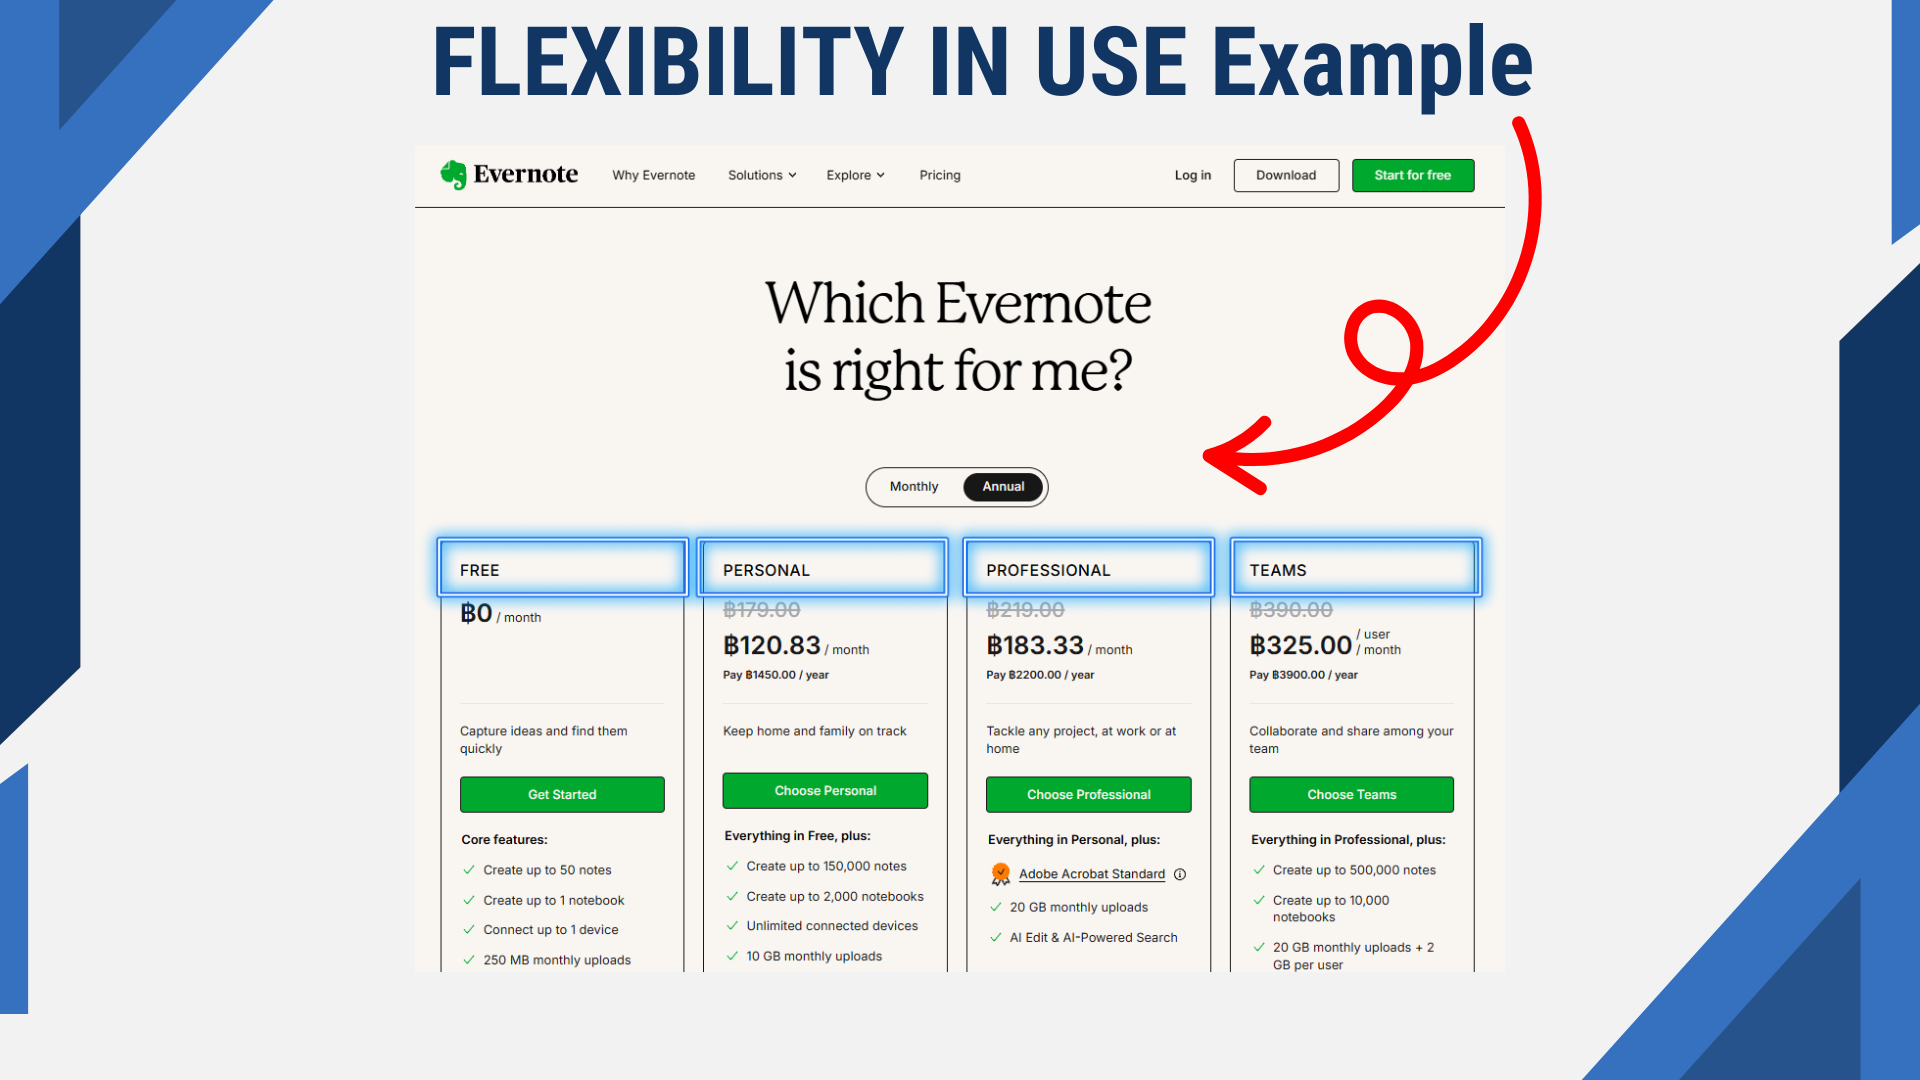 FLEXIBILITY IN USE Example
Evernote
Why Evernote
Solutions
Explore
Pricing
Log in
Download
Start for free
Which Evernote
is right for me?
Monthly
Annual
FREE
฿0 / month
Capture ideas and find them
quickly
Get Started
Core features:
Create up to 50 notes
Create up to 1 notebook
Connect up to 1 device
250 MB monthly uploads
PERSONAL
฿179.00
฿120.83 / month
Pay ฿1450.00 / year
Keep home and family on track
Choose Personal
Everything in Free, plus:
Create up to 150,000 notes
Create up to 2,000 notebooks
Unlimited connected devices
10 GB monthly uploads
PROFESSIONAL
฿219.00
฿183.33 / month
Pay ฿2200.00 / year
Tackle any project, at work or at
home
Choose Professional
Everything in Personal, plus:
Adobe Acrobat Standard
20 GB monthly uploads
AI Edit & AI-Powered Search
TEAMS
฿390.00
฿325.00 / user
/ month
Pay ฿3900.00 / year
Collaborate and share among your
team
Choose Teams
Everything in Professional, plus:
Create up to 500,000 notes
Create up to 10,000
notebooks
20 GB monthly uploads + 2
GB per user